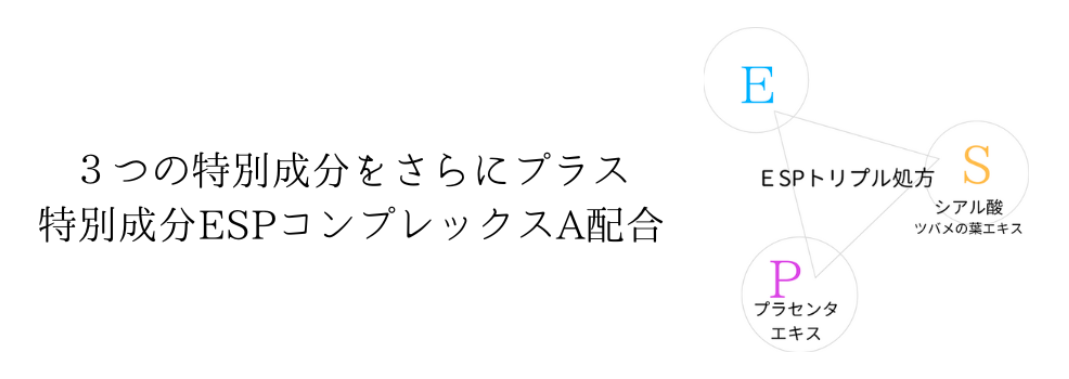 ３つの特別成分をさらにプラス
特別成分ESPコンプレックスA配合
E
ＥSPトリプル処方
S
シアル酸
ツバメの葉エキス
P
プラセンタ
エキス